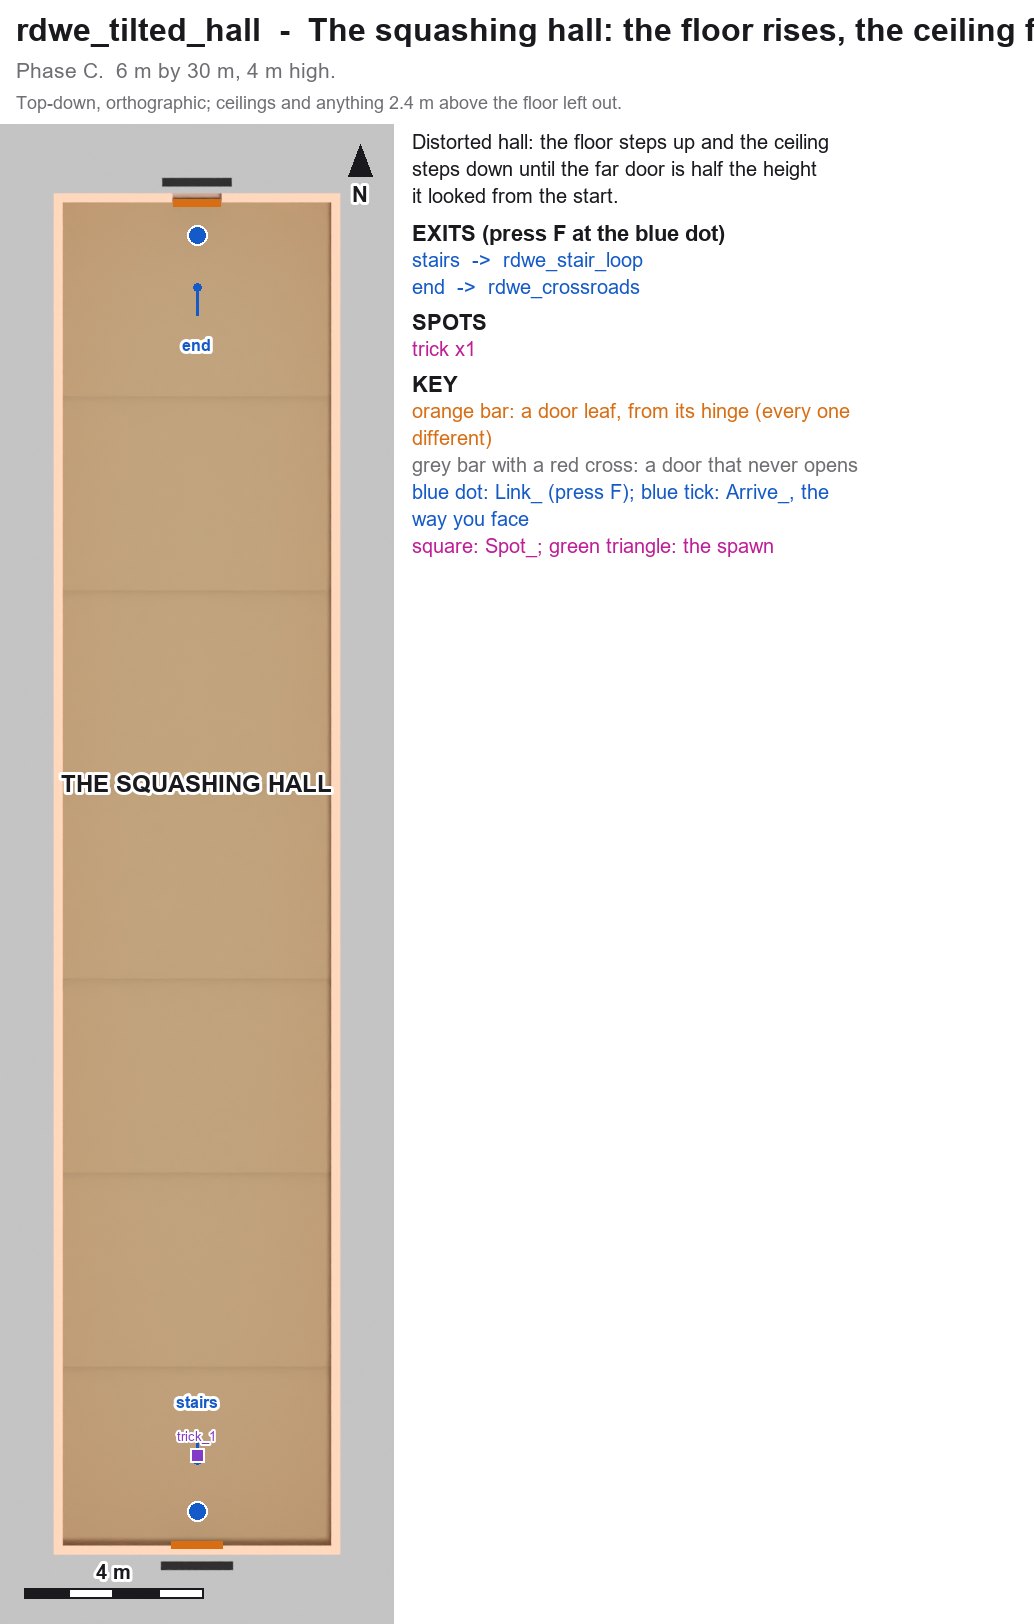 rdwe_tilted_hall - The squashing hall: the floor rises, the ceiling f
Phase C. 6 m by 30 m, 4 m high.
Top-down, orthographic; ceilings and anything 2.4 m above the floor left out.
Distorted hall: the floor steps up and the ceiling
steps down until the far door is half the height
it looked from the start.
EXITS (press F at the blue dot)
stairs -> rdwe_stair_loop
end -> rdwe_crossroads
SPOTS
trick x1
KEY
orange bar: a door leaf, from its hinge (every one
different)
grey bar with a red cross: a door that never opens
blue dot: Link_ (press F); blue tick: Arrive_, the
way you face
square: Spot_; green triangle: the spawn
N
end
THE SQUASHING HALL
stairs
trick_1
4 m